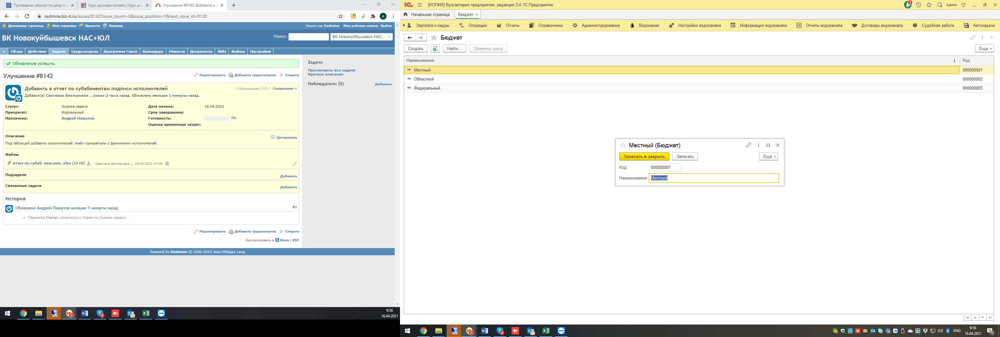 Проведены обыски по делу о м
Курс доллара онлайн | Курс дол
Улучшение #8142: Добавить в о
redmine.biz-it.ru/issues/8142?issue_count=3&issue_position=1&next_issue_id=8130
A
Домашняя страница Моя страница Проекты Помощь
Вошли как Pashutov Моя учётная запись Выйти
ВК Новокуйбышевск НАС+ЮЛ
Поиск: ВК Новокуйбышевск НАС...
+ Обзор Действия Задачи Трудозатраты Диаграмма Ганта Календарь Новости Документы Wiki Файлы Настройки
Обновление успешно.
Улучшение #8142
Редактировать Добавить трудозатраты Следить
Добавить в отчет по субабонентам подписи исполнителей
« Предыдущее | 1/3 | Следующее »
Добавил(а) Светлана Викторовна .. около 2 часа назад. Обновлено меньше 1 минуты назад.
Статус: Оценка задачи Дата начала: 16.04.2021
Приоритет: Нормальный Срок завершения:
Назначена: Андрей Пашутов Готовность: 0%
Оценка временных затрат:
Описание
Цитировать
Под таблицей добавить исполнителей. Файл прикрепили с фамилиями исполнителей.
Файлы
отчет по субаб. неж.пом..xlsx (19 КБ) Светлана Викторовна ... 16.04.2021 07:50
Подзадачи Добавить
Связанные задачи Добавить
История
Обновлено Андрей Пашутов меньше 1 минуты назад #1
Параметр Статус изменился с Новая на Оценка задачи
Редактировать Добавить трудозатраты Следить
Экспортировать в Atom | PDF
Powered by Redmine © 2006-2019 Jean-Philippe Lang
Задачи
Просмотреть все задачи
Краткое описание
Наблюдатели (0) Добавить
2
9:56
16.04.2021
[КОПИЯ] Бухгалтерия предприятия, редакция 3.0 1С:Предприятие
3
Админ
Начальная страница Бюджет
Зарплата и кадры Операции Отчеты Справочники Администрирование Водоканал Настройки водоканала Информация водоканала Отчеты водоканала Договоры водоканала Судебная работа Автозадачи
Бюджет
Создать Найти... Отменить поиск Еще
Наименование Код
Местный 000000001
Областной 000000002
Федеральный 000000003
Местный (Бюджет)
Записать и закрыть Записать Еще
Код: 000000001
Наименование: Местный
2
ENG
9:56
16.04.2021
12